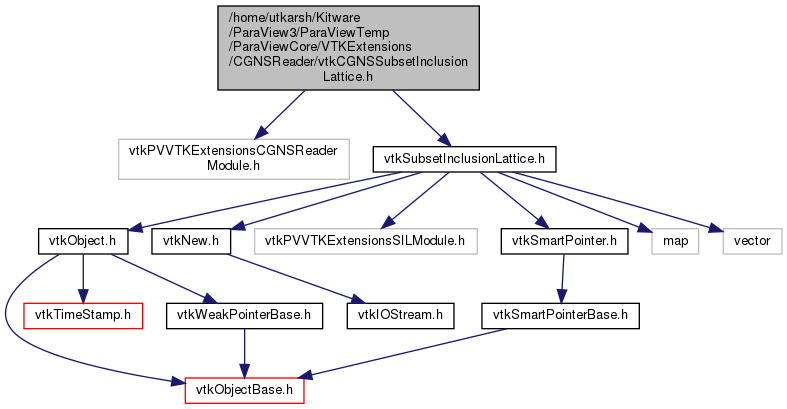 /home/utkarsh/Kitware
/ParaView3/ParaViewTemp
/ParaViewCore/VTKExtensions
/CGNSReader/vtkCGNSSubsetInclusion
Lattice.h
vtkPVVTKExtensionsCGNSReader
Module.h
vtkSubsetInclusionLattice.h
vtkObject.h
vtkNew.h
vtkPVVTKExtensionsSILModule.h
vtkSmartPointer.h
map
vector
vtkTimeStamp.h
vtkWeakPointerBase.h
vtkIOStream.h
vtkSmartPointerBase.h
vtkObjectBase.h